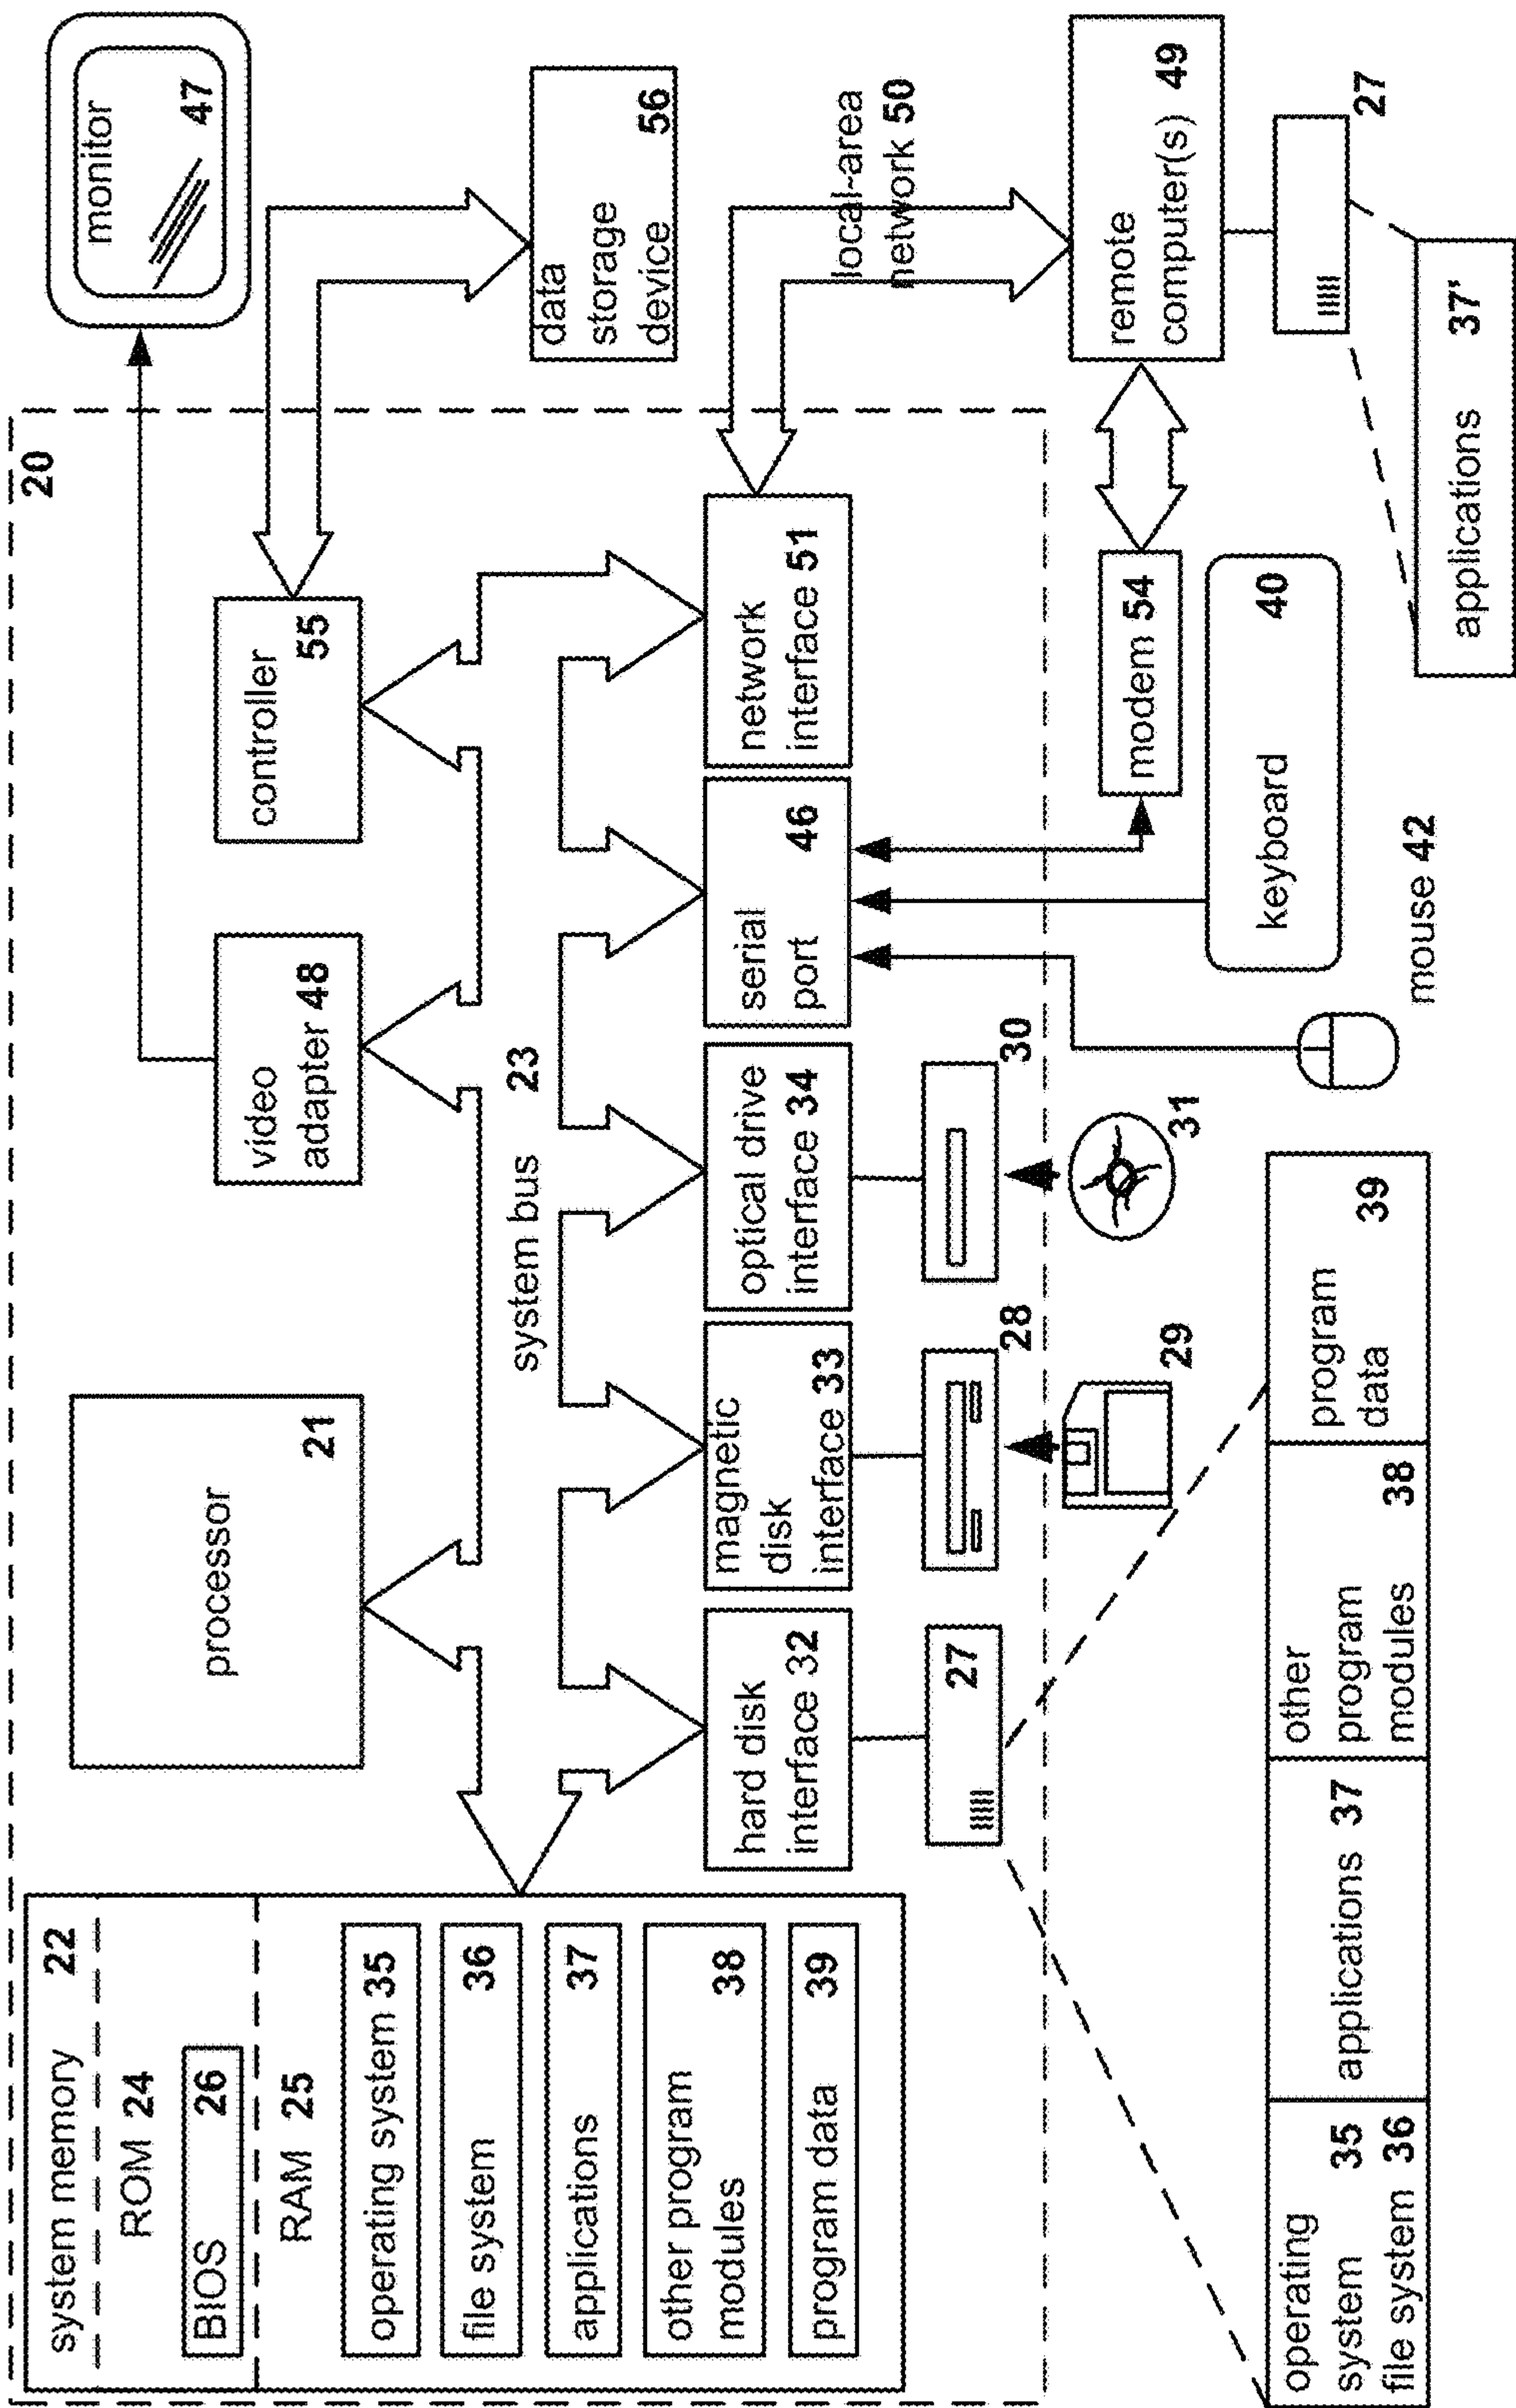 20
system memory 22
ROM 24
BIOS 26
RAM 25
operating system 35
file system 36
applications 37
other program
modules 38
program data 39
processor
21
video
adapter 48
controller
55
monitor
47
system bus 23
data
storage
device 56
hard disk
interface 32
magnetic
disk
interface 33
optical drive
interface 34
serial
port 46
network
interface 51
local-area
network 50
27
28
30
29
31
modem 54
remote
computer(s) 49
27
keyboard 40
mouse 42
applications 37'
operating
system 35
file system 36
applications 37
other
program
modules 38
program
data 39